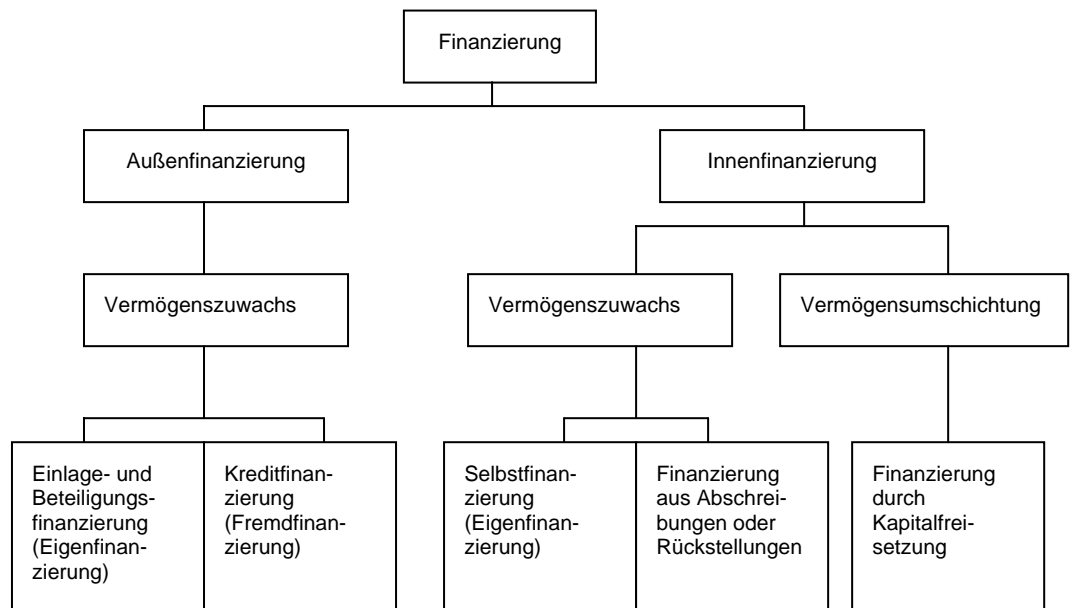 Finanzierung
Außenfinanzierung
Innenfinanzierung
Vermögenszuwachs
Vermögenszuwachs
Vermögensumschichtung
Einlage- und
Beteiligungs-
finanzierung
(Eigenfinan-
zierung)
Kreditfinan-
zierung
(Fremdfinan-
zierung)
Selbstfinan-
zierung
(Eigenfinan-
zierung)
Finanzierung
aus Abschrei-
bungen oder
Rückstellungen
Finanzierung
durch
Kapitalfrei-
setzung